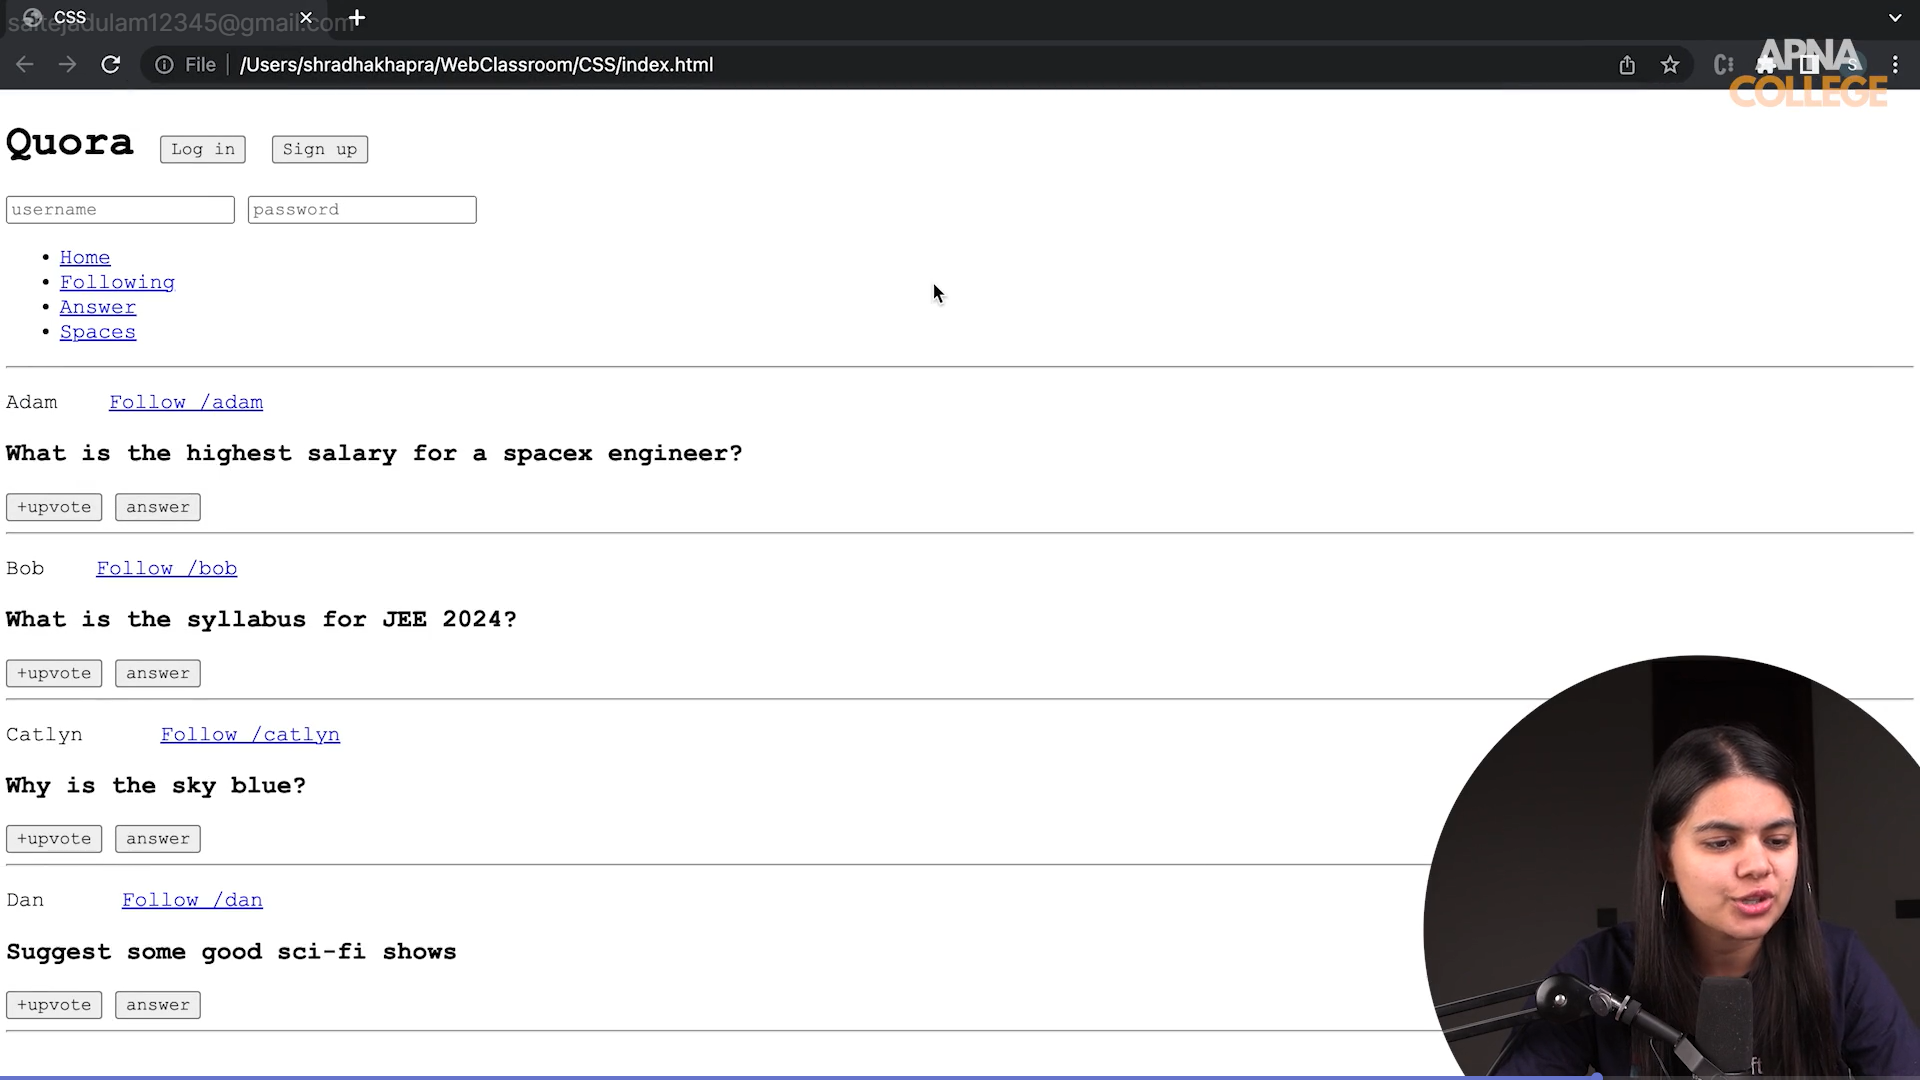 CSS
saitejadulam12345@gmail.com
File /Users/shradhakhapra/WebClassroom/CSS/index.html
APNA
COLLEGE
S
Quora Log in Sign up
username password
• Home
• Following
• Answer
• Spaces
Adam Follow /adam
What is the highest salary for a spacex engineer?
+upvote answer
Bob Follow /bob
What is the syllabus for JEE 2024?
+upvote answer
Catlyn Follow /catlyn
Why is the sky blue?
+upvote answer
Dan Follow /dan
Suggest some good sci-fi shows
+upvote answer